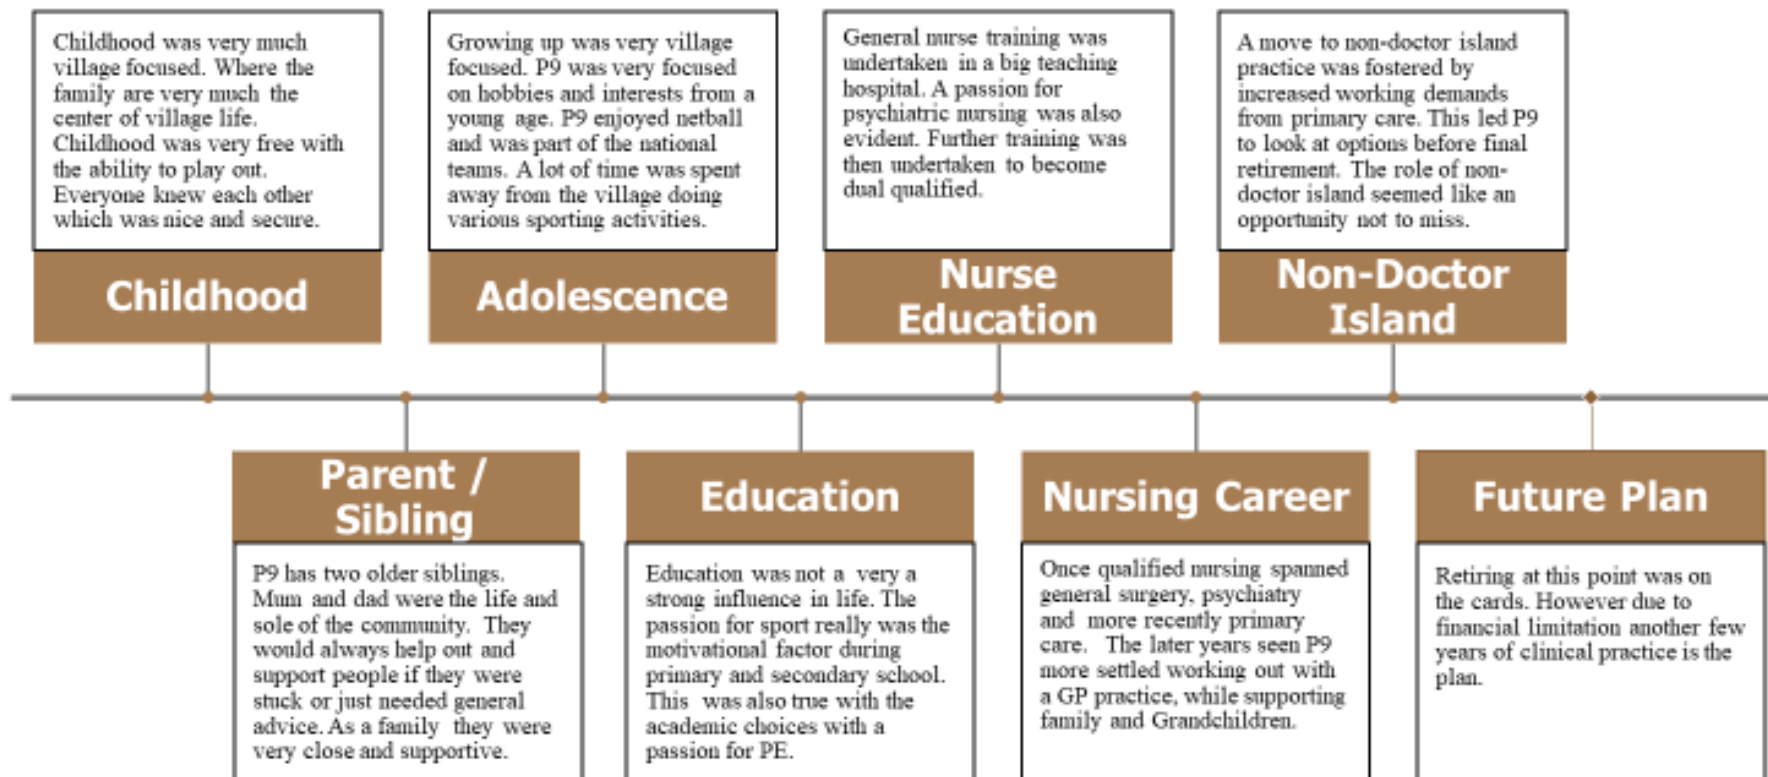 Childhood was very much
village focused. Where the
family are very much the
center of village life.
Childhood was very free with
the ability to play out.
Everyone knew each other
which was nice and secure.
Childhood
Growing up was very village
focused. P9 was very focused
on hobbies and interests from a
young age. P9 enjoyed netball
and was part of the national
teams. A lot of time was spent
away from the village doing
various sporting activities.
Adolescence
General nurse training was
undertaken in a big teaching
hospital. A passion for
psychiatric nursing was also
evident. Further training was
then undertaken to become
dual qualified.
Nurse
Education
A move to non-doctor island
practice was fostered by
increased working demands
from primary care. This led P9
to look at options before final
retirement. The role of non-
doctor island seemed like an
opportunity not to miss.
Non-Doctor
Island
Parent /
Sibling
P9 has two older siblings.
Mum and dad were the life and
sole of the community. They
would always help out and
support people if they were
stuck or just needed general
advice. As a family they were
very close and supportive.
Education
Education was not a very a
strong influence in life. The
passion for sport really was the
motivational factor during
primary and secondary school.
This was also true with the
academic choices with a
passion for PE.
Nursing Career
Once qualified nursing spanned
general surgery, psychiatry
and more recently primary
care. The later years seen P9
more settled working out with
a GP practice, while supporting
family and Grandchildren.
Future Plan
Retiring at this point was on
the cards. However due to
financial limitation another few
years of clinical practice is the
plan.